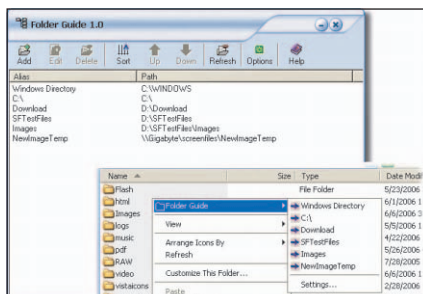 Folder Guide 1.0
Add Edit Delete Sort Up Down Refresh Options Help
Alias Path
Windows Directory C:\WINDOWS
C:\ C:\
Download D:\Download
SFTestFiles D:\SFTestFiles
Images D:\SFTestFiles\Images
NewImageTemp \\Gigabyte\screenfiles\NewImageTemp
Name Size Type Date Modif
Flash File Folder 5/23/2006
html 6/1/2006 1
Images 6/6/2006 3
logs 5/5/2006 1
music 4/22/2006
pdf 5/26/2006
RAW 7/28/2005
video 6/6/2006 1
vistaicons 2/28/2006
Folder Guide
View
Arrange Icons By
Refresh
Customize This Folder...
Paste
Windows Directory
C:\
Download
SFTestFiles
Images
NewImageTemp
Settings...